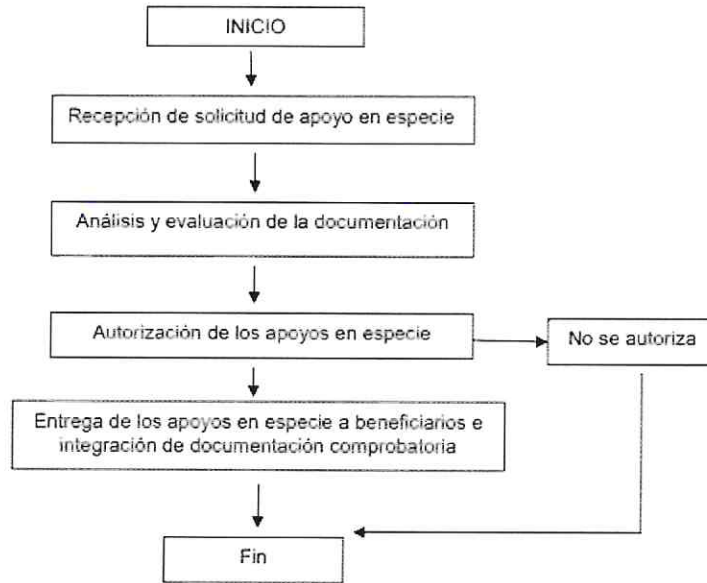 INICIO
Recepción de solicitud de apoyo en especie
Análisis y evaluación de la documentación
Autorización de los apoyos en especie
No se autoriza
Entrega de los apoyos en especie a beneficiarios e
integración de documentación comprobatoria
Fin